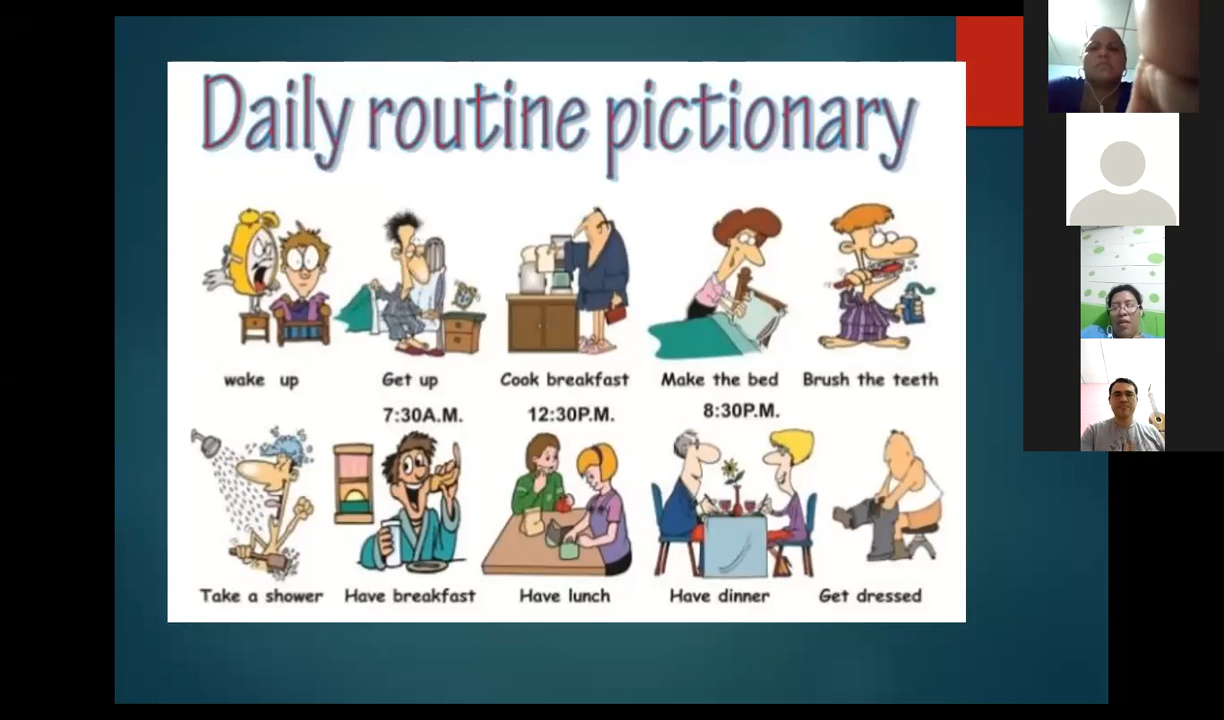 Daily routine pictionary
wake up Get up Cook breakfast Make the bed Brush the teeth
7:30A.M. 12:30P.M. 8:30P.M.
Take a shower Have breakfast Have lunch Have dinner Get dressed